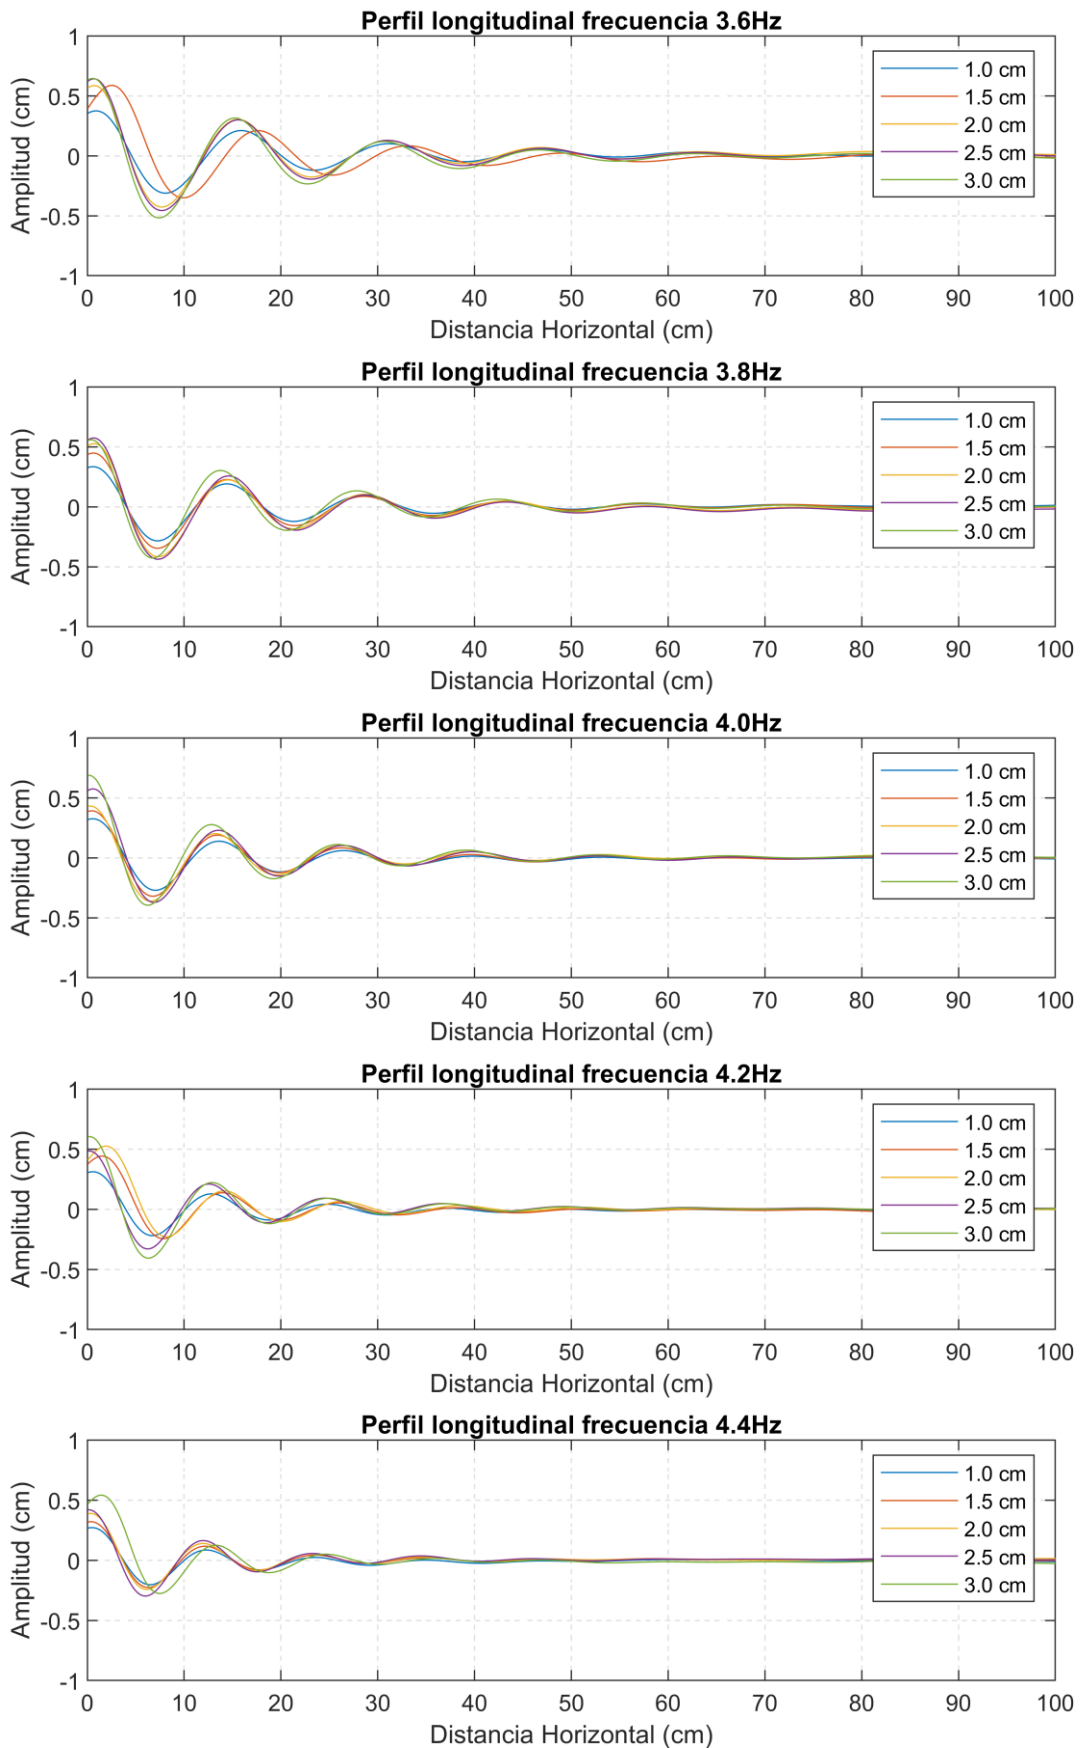 Perfil longitudinal frecuencia 3.6Hz
1
0.5
0
-0.5
-1
Amplitud (cm)
1.0 cm
1.5 cm
2.0 cm
2.5 cm
3.0 cm
0 10 20 30 40 50 60 70 80 90 100
Distancia Horizontal (cm)
Perfil longitudinal frecuencia 3.8Hz
1
0.5
0
-0.5
-1
Amplitud (cm)
1.0 cm
1.5 cm
2.0 cm
2.5 cm
3.0 cm
0 10 20 30 40 50 60 70 80 90 100
Distancia Horizontal (cm)
Perfil longitudinal frecuencia 4.0Hz
1
0.5
0
-0.5
-1
Amplitud (cm)
1.0 cm
1.5 cm
2.0 cm
2.5 cm
3.0 cm
0 10 20 30 40 50 60 70 80 90 100
Distancia Horizontal (cm)
Perfil longitudinal frecuencia 4.2Hz
1
0.5
0
-0.5
-1
Amplitud (cm)
1.0 cm
1.5 cm
2.0 cm
2.5 cm
3.0 cm
0 10 20 30 40 50 60 70 80 90 100
Distancia Horizontal (cm)
Perfil longitudinal frecuencia 4.4Hz
1
0.5
0
-0.5
-1
Amplitud (cm)
1.0 cm
1.5 cm
2.0 cm
2.5 cm
3.0 cm
0 10 20 30 40 50 60 70 80 90 100
Distancia Horizontal (cm)